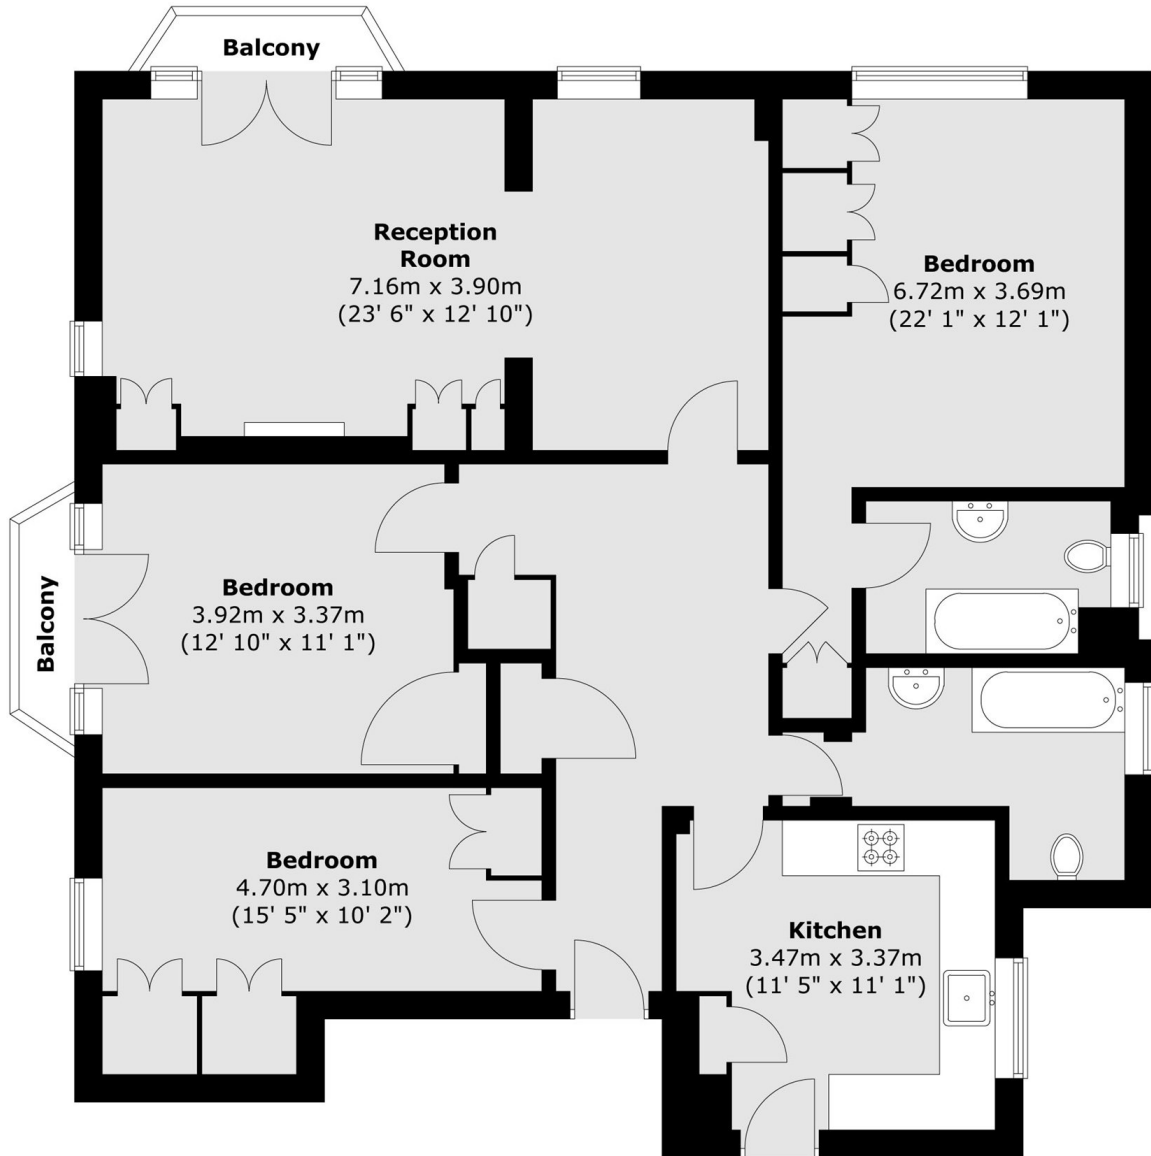 Balcony
Reception
Room
7.16m x 3.90m
(23' 6" x 12' 10")
Bedroom
6.72m x 3.69m
(22' 1" x 12' 1")
Balcony
Bedroom
3.92m x 3.37m
(12' 10" x 11' 1")
Bedroom
4.70m x 3.10m
(15' 5" x 10' 2")
Kitchen
3.47m x 3.37m
(11' 5" x 11' 1")